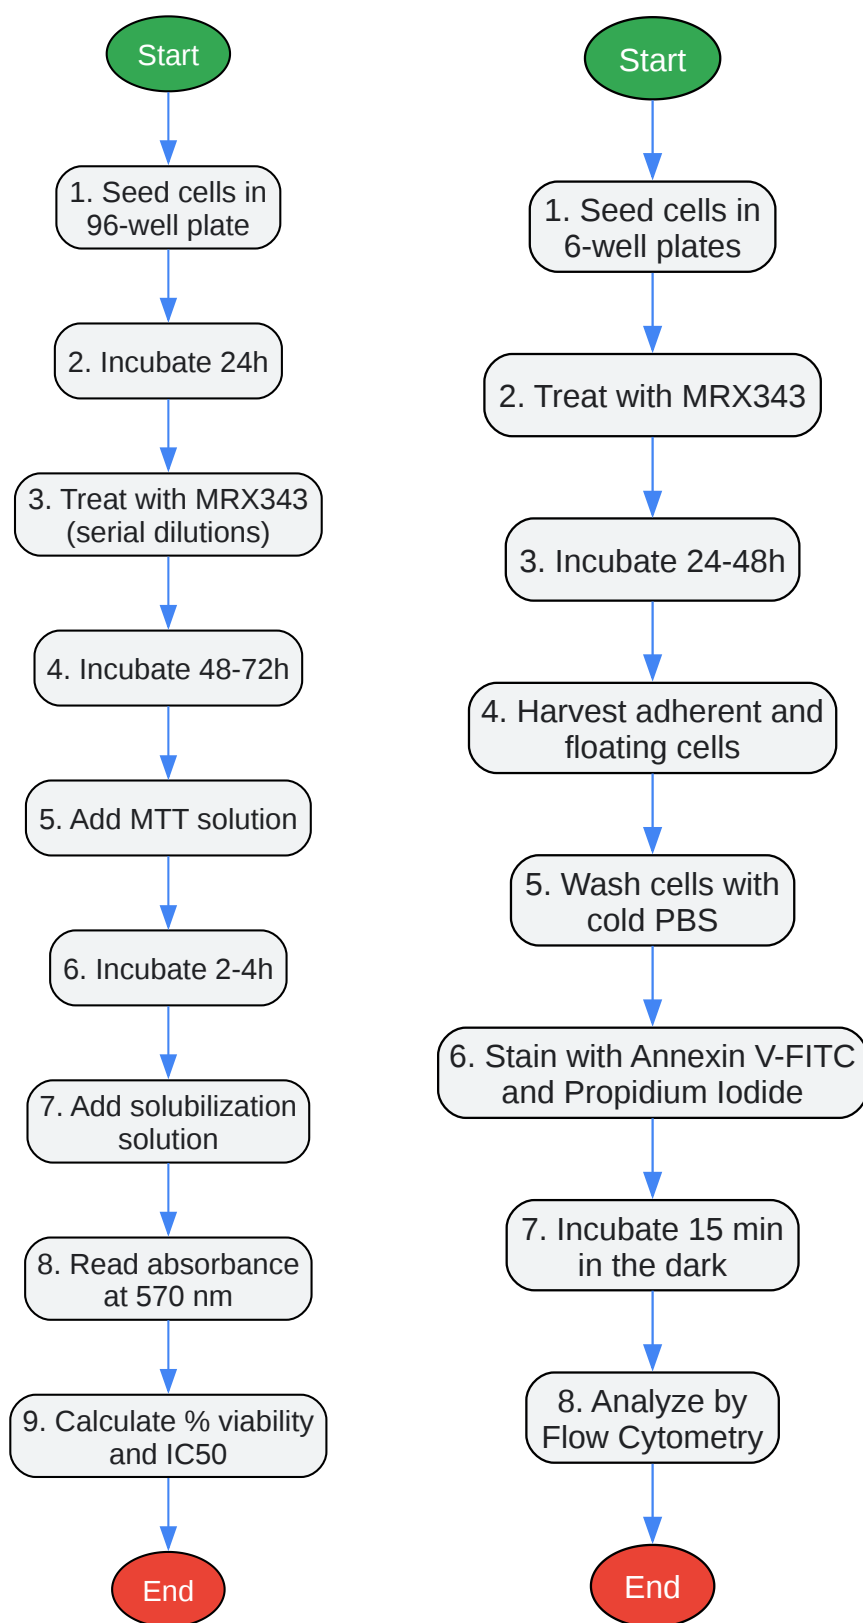 Start
1. Seed cells in
96-well plate
2. Incubate 24h
3. Treat with MRX343
(serial dilutions)
4. Incubate 48-72h
5. Add MTT solution
6. Incubate 2-4h
7. Add solubilization
solution
8. Read absorbance
at 570 nm
9. Calculate % viability
and IC50
End
Start
1. Seed cells in
6-well plates
2. Treat with MRX343
3. Incubate 24-48h
4. Harvest adherent and
floating cells
5. Wash cells with
cold PBS
6. Stain with Annexin V-FITC
and Propidium Iodide
7. Incubate 15 min
in the dark
8. Analyze by
Flow Cytometry
End